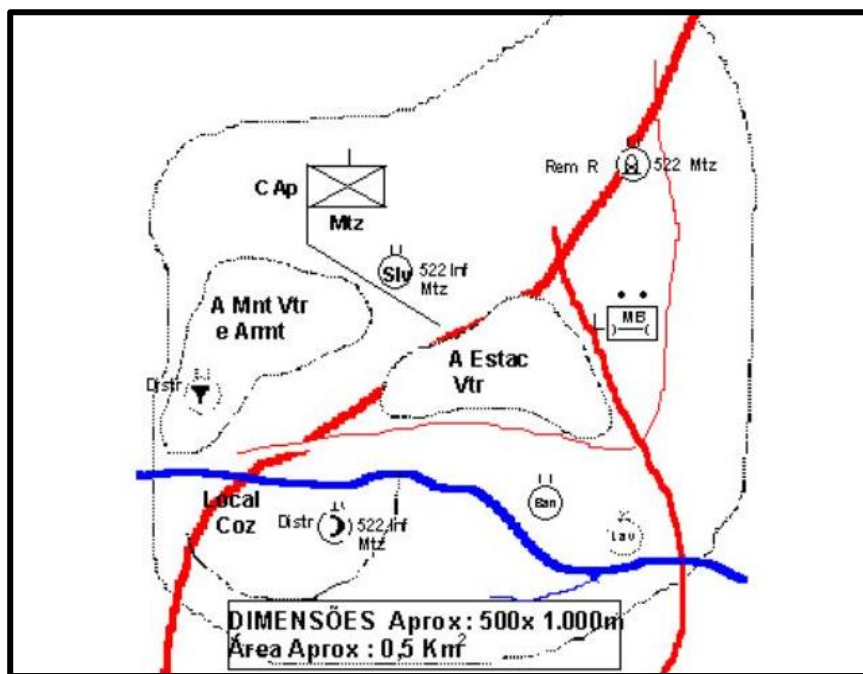 Rem R
522 Mtz
C Ap
Mtz
Slv
522 Inf
Mtz
A Mnt Vtr
e Armt
MB
A Estac
Vtr
Distr
Local
Coz
Distr
522 Inf
Mtz
Ban
Lav
DIMENSÕES Aprox : 500x 1.000m
Área Aprox : 0,5 Km²